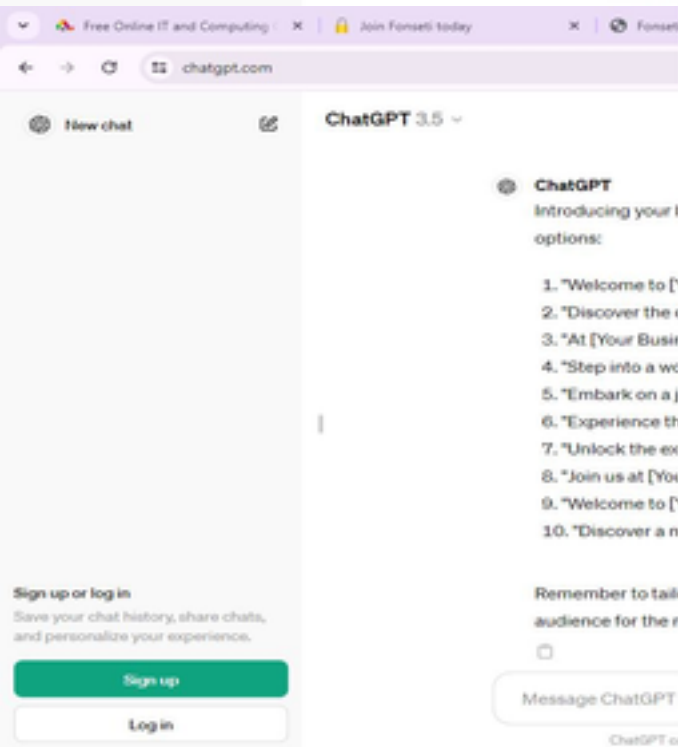 Free Online IT and Computing
Join Fonseti today
Fonseti
chatgpt.com
New chat
ChatGPT 3.5
ChatGPT
Introducing your
options:
1. "Welcome to [
2. "Discover the
3. "At [Your Busi
4. "Step into a wo
5. "Embark on a j
6. "Experience th
7. "Unlock the ex
8. "Join us at [You
9. "Welcome to [
10. "Discover a n
Remember to tail
audience for the
Sign up or log in
Save your chat history, share chats,
and personalize your experience.
Sign up
Log in
Message ChatGPT
ChatGPT c